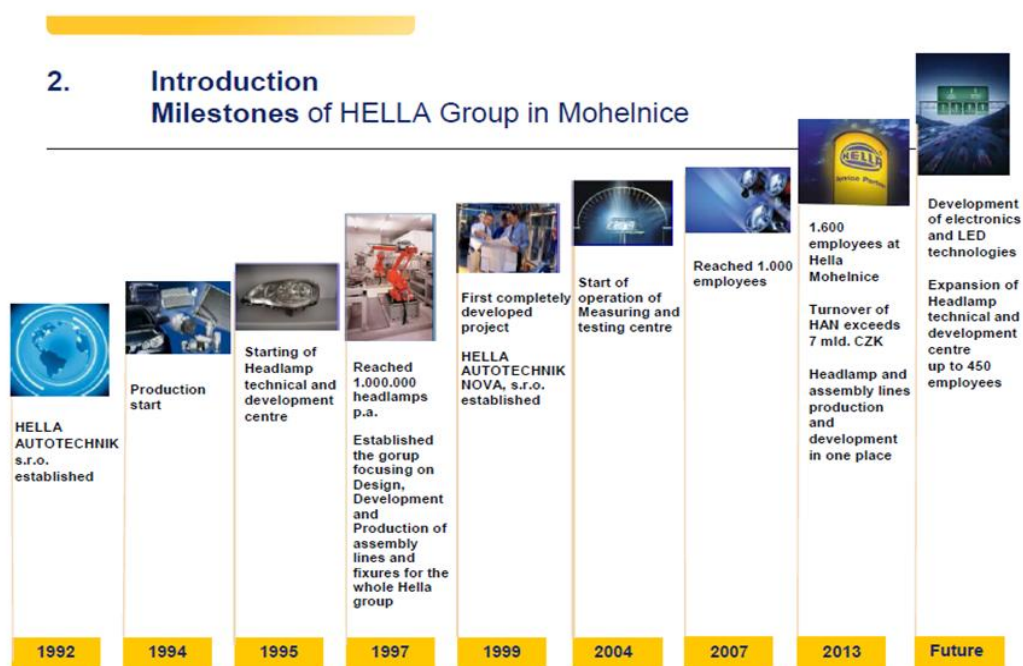 2. Introduction
Milestones of HELLA Group in Mohelnice
HELLA
AUTOTECHNIK
s.r.o.
established
Production
start
Starting of
Headlamp
technical and
development
centre
Reached
1.000.000
headlamps
p.a.
Established
the gorup
focusing on
Design,
Development
and
Production of
assembly
lines and
fixures for the
whole Hella
group
First completely
developed
project
HELLA
AUTOTECHNIK
NOVA, s.r.o.
established
Start of
operation of
Measuring and
testing centre
Reached 1.000
employees
HELLA
Service Partner
1.600
employees at
Hella
Mohelnice
Turnover of
HAN exceeds
7 mld. CZK
Headlamp and
assembly lines
production
and
development
in one place
Development
of electronics
and LED
technologies
Expansion of
Headlamp
technical and
development
centre
up to 450
employees
1992
1994
1995
1997
1999
2004
2007
2013
Future